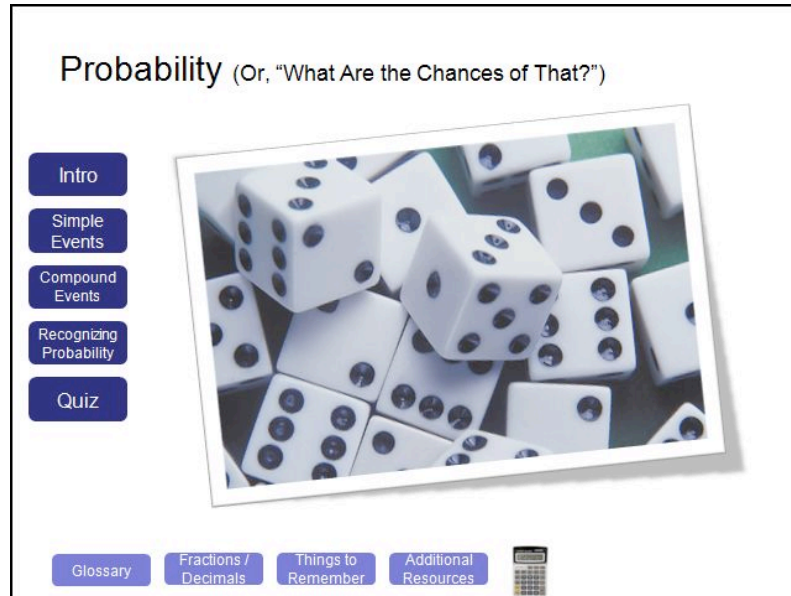 Probability (Or, “What Are the Chances of That?”)
Intro
Simple
Events
Compound
Events
Recognizing
Probability
Quiz
Glossary
Fractions /
Decimals
Things to
Remember
Additional
Resources